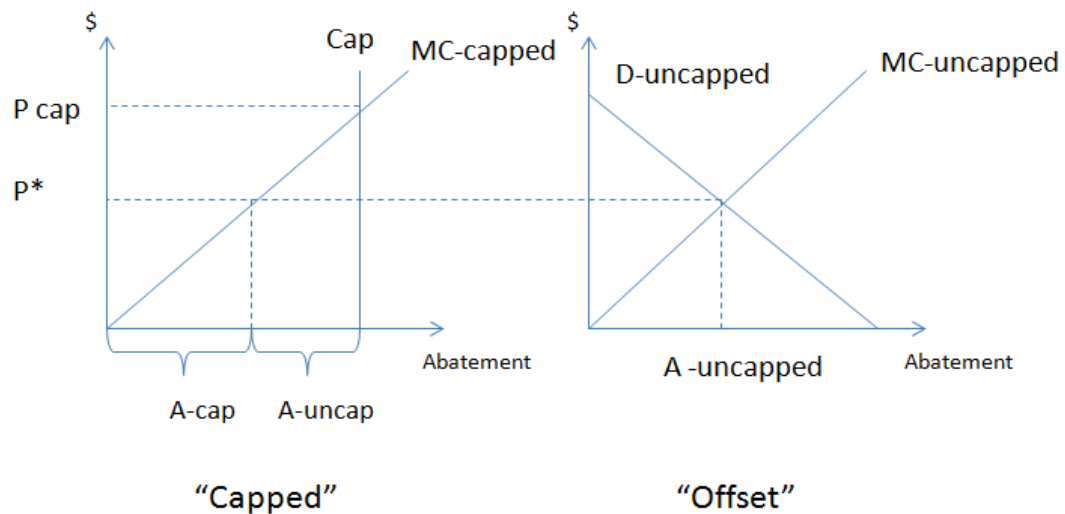 $
Cap
MC-capped
P cap
P*
Abatement
A-cap
A-uncap
“Capped”
$
D-uncapped
MC-uncapped
A -uncapped
Abatement
“Offset”